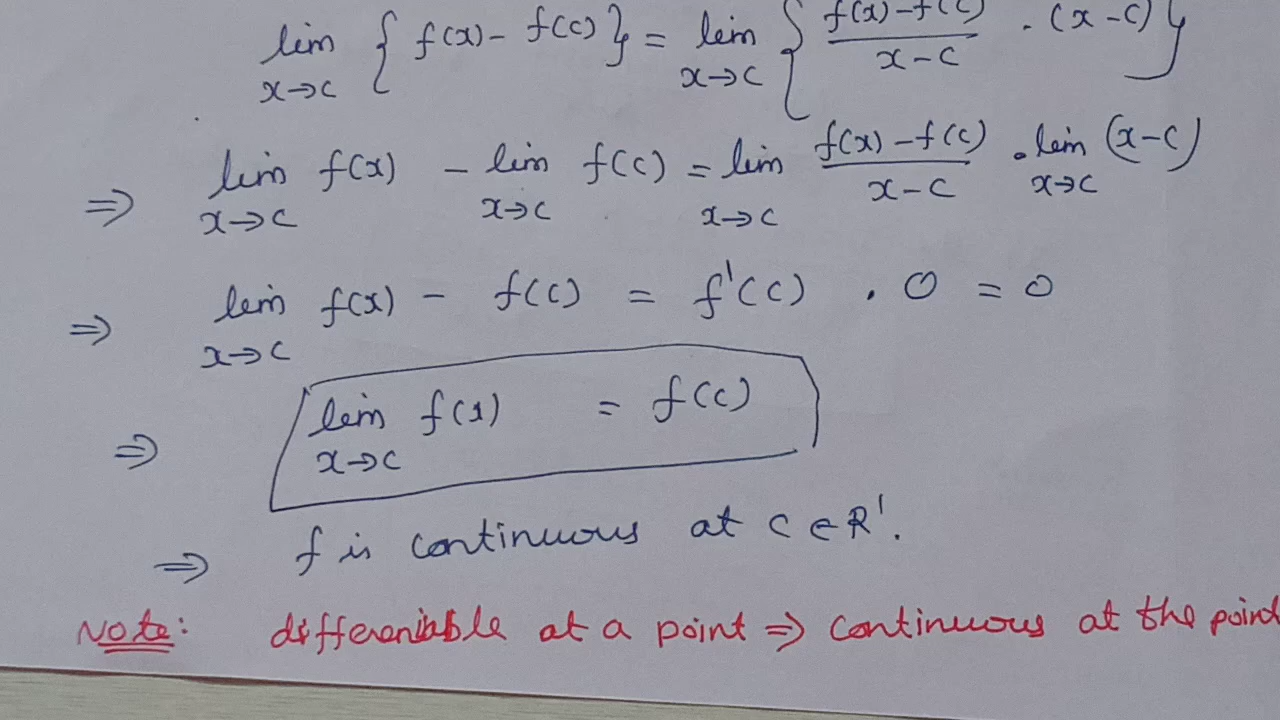 lim x→c { f(x) - f(c) } = lim x→c { f(x) - f(c) / x - c · (x - c) }
⇒ lim x→c f(x) - lim x→c f(c) = lim x→c f(x) - f(c) / x - c · lim x→c (x - c)
⇒ lim x→c f(x) - f(c) = f'(c) · 0 = 0
⇒ lim x→c f(x) = f(c)
⇒ f is continuous at c ∈ R'.
Note: differeniable at a point ⇒ continuous at the point